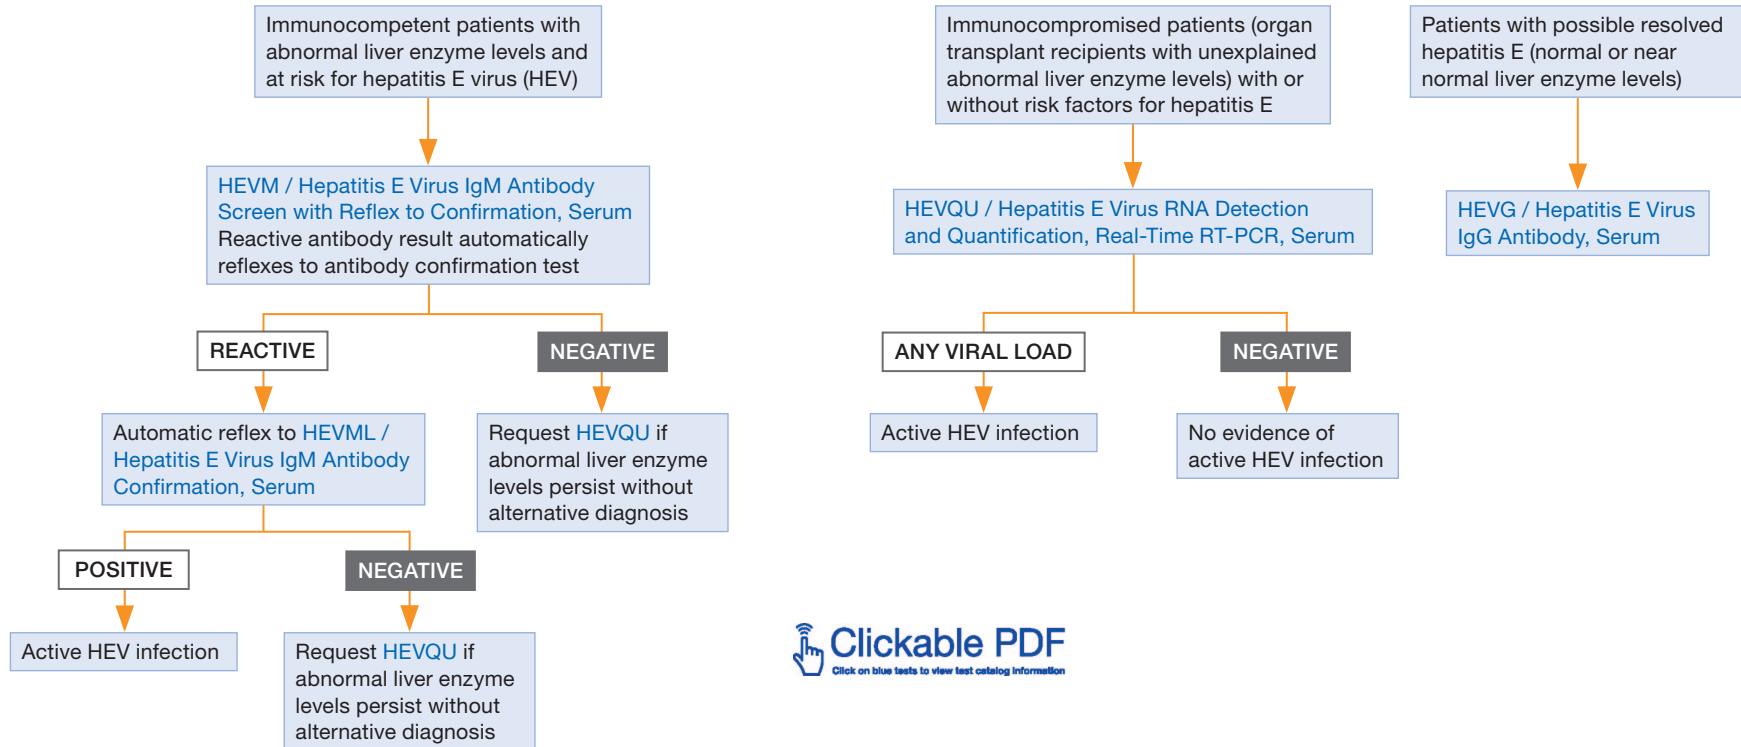 Immunocompetent patients with
abnormal liver enzyme levels and
at risk for hepatitis E virus (HEV)
HEVM / Hepatitis E Virus IgM Antibody
Screen with Reflex to Confirmation, Serum
Reactive antibody result automatically
reflexes to antibody confirmation test
REACTIVE
NEGATIVE
Automatic reflex to HEVML /
Hepatitis E Virus IgM Antibody
Confirmation, Serum
Request HEVQU if
abnormal liver enzyme
levels persist without
alternative diagnosis
POSITIVE
NEGATIVE
Active HEV infection
Request HEVQU if
abnormal liver enzyme
levels persist without
alternative diagnosis
Immunocompromised patients (organ
transplant recipients with unexplained
abnormal liver enzyme levels) with or
without risk factors for hepatitis E
HEVQU / Hepatitis E Virus RNA Detection
and Quantification, Real-Time RT-PCR, Serum
ANY VIRAL LOAD
NEGATIVE
Active HEV infection
No evidence of
active HEV infection
Patients with possible resolved
hepatitis E (normal or near
normal liver enzyme levels)
HEVG / Hepatitis E Virus
IgG Antibody, Serum
Clickable PDF
Click on blue tests to view test catalog information